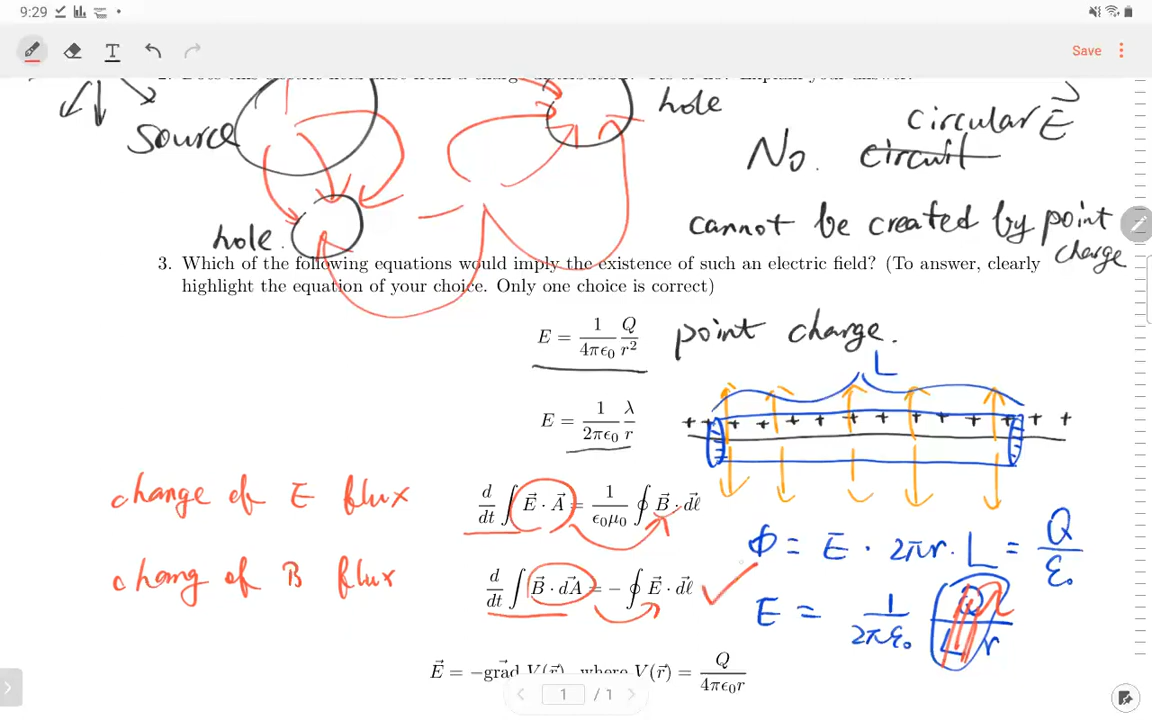 9:29
T
Save
Source
hole
hole
circular E⃗
No. circuit
cannot be created by point charge
3. Which of the following equations would imply the existence of such an electric field? (To answer, clearly
highlight the equation of your choice. Only one choice is correct)
E = 1/(4πϵ₀) Q/r²
point charge.
L
E = 1/(2πϵ₀) λ/r
+ + + + + + + + + + + + + +
change of E flux
d/dt ∫ E⃗ · A⃗ = 1/(ϵ₀μ₀) ∮ B⃗ · dℓ⃗
Φ = E · 2πr · L = Q/ε₀
chang of B flux
d/dt ∫ B⃗ · dA⃗ = − ∮ E⃗ · dℓ⃗
E = 1/(2πε₀)
E⃗ = −grad⃗ V(r⃗), where V(r⃗) = Q/(4πϵ₀r)
1 / 1